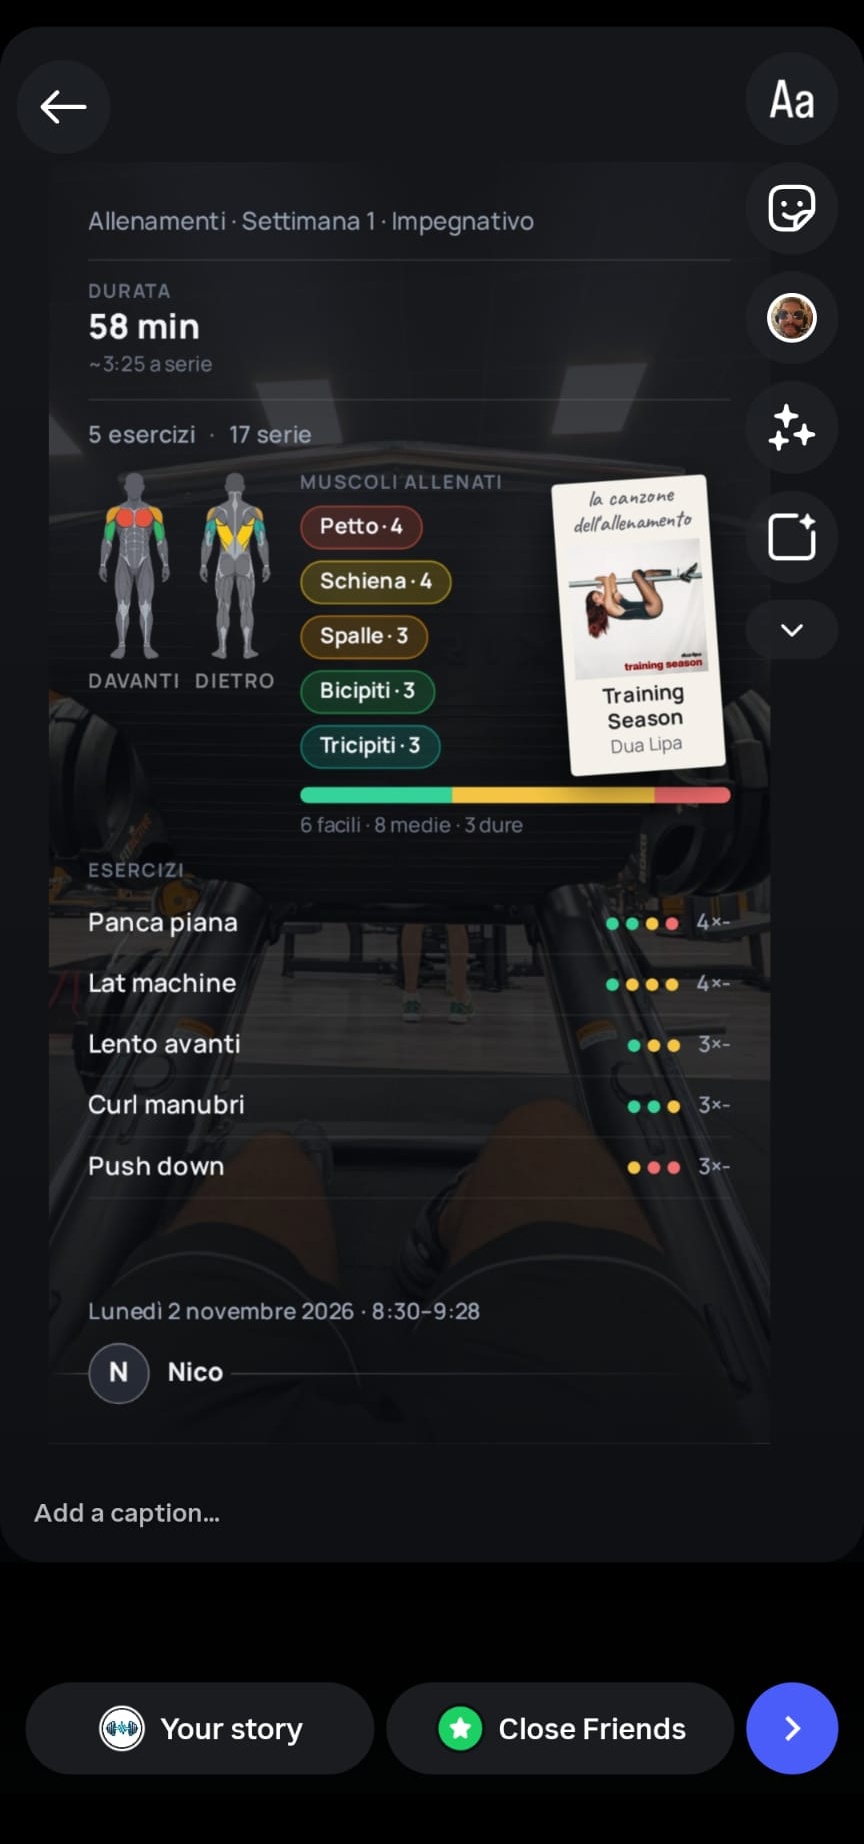 Aa
Allenamenti · Settimana 1 · Impegnativo
DURATA
58 min
~3:25 a serie
5 esercizi · 17 serie
MUSCOLI ALLENATI
Petto · 4
Schiena · 4
Spalle · 3
Bicipiti · 3
Tricipiti · 3
DAVANTI DIETRO
la canzone
dell'allenamento
training season
Training
Season
Dua Lipa
6 facili · 8 medie · 3 dure
ESERCIZI
Panca piana 4×-
Lat machine 4×-
Lento avanti 3×-
Curl manubri 3×-
Push down 3×-
Lunedì 2 novembre 2026 · 8:30–9:28
N Nico
Add a caption...
Your story
Close Friends